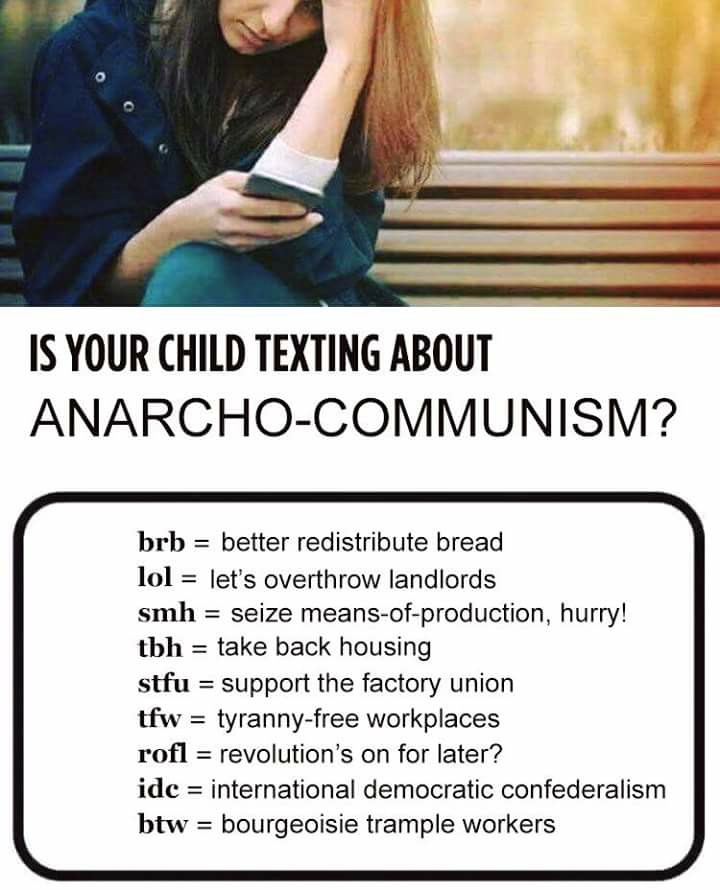 IS YOUR CHILD TEXTING ABOUT
ANARCHO-COMMUNISM?
brb = better redistribute bread
lol = let's overthrow landlords
smh = seize means-of-production, hurry!
tbh = take back housing
stfu = support the factory union
tfw = tyranny-free workplaces
rofl = revolution's on for later?
idc = international democratic confederalism
btw = bourgeoisie trample workers